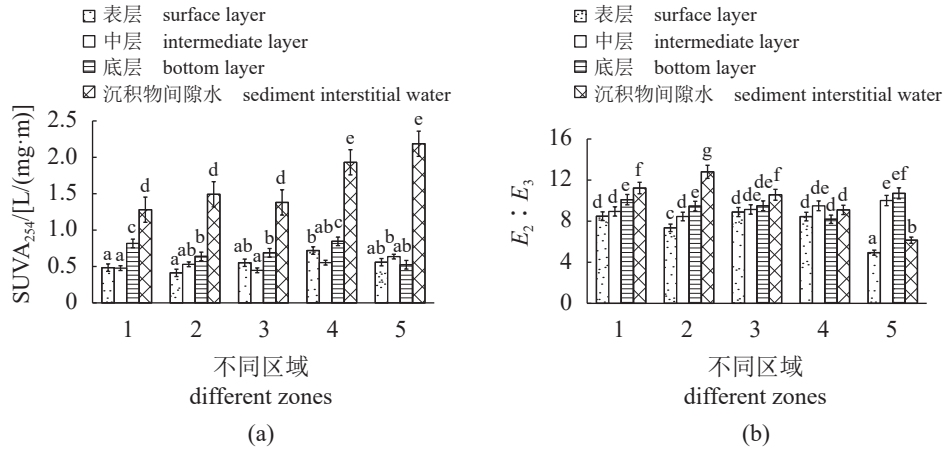 表层 surface layer
中层 intermediate layer
底层 bottom layer
沉积物间隙水 sediment interstitial water
SUVA₂₅₄/[L/(mg·m)]
2.5
2.0
1.5
1.0
0.5
0
a a c d
a ab b d
ab a b d
b ab c e
ab b ab e
1 2 3 4 5
不同区域
different zones
(a)
表层 surface layer
中层 intermediate layer
底层 bottom layer
沉积物间隙水 sediment interstitial water
E₂∶E₃
16
12
8
4
0
d d e f
c d e g
de de de f
d de d d
a e ef b
1 2 3 4 5
不同区域
different zones
(b)